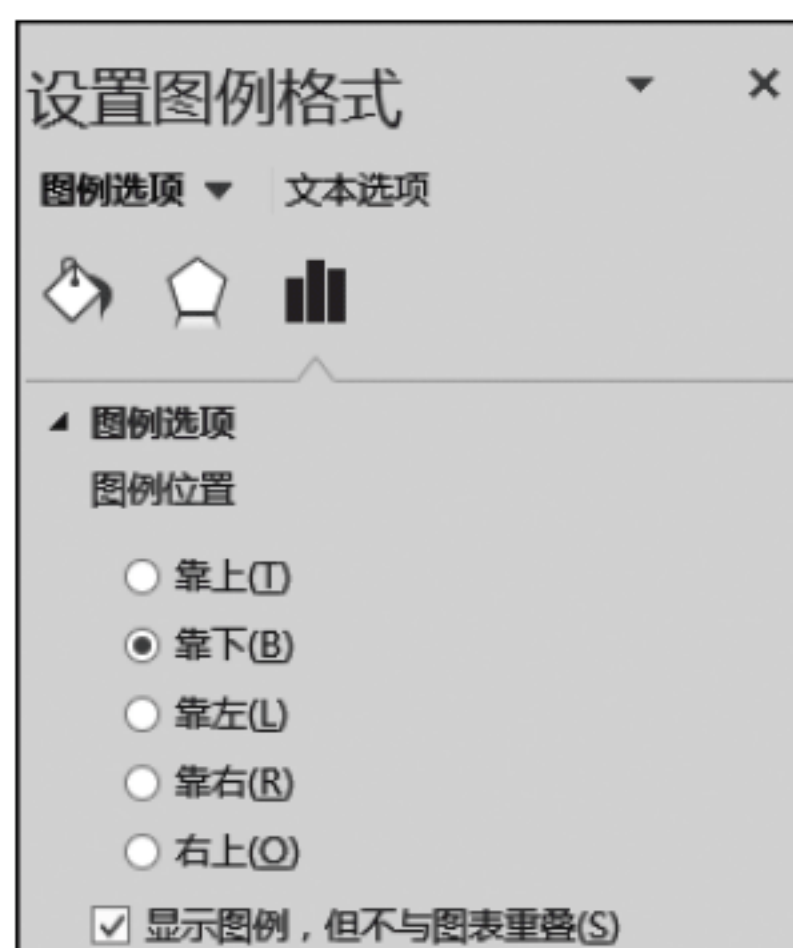 设置图例格式
图例选项 文本选项
图例选项
图例位置
靠上(T)
靠下(B)
靠左(L)
靠右(R)
右上(O)
显示图例，但不与图表重叠(S)